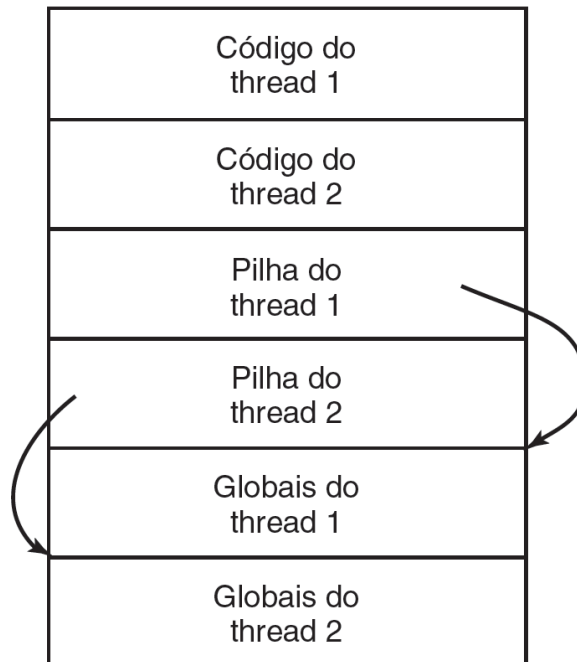 Código do
thread 1
Código do
thread 2
Pilha do
thread 1
Pilha do
thread 2
Globais do
thread 1
Globais do
thread 2